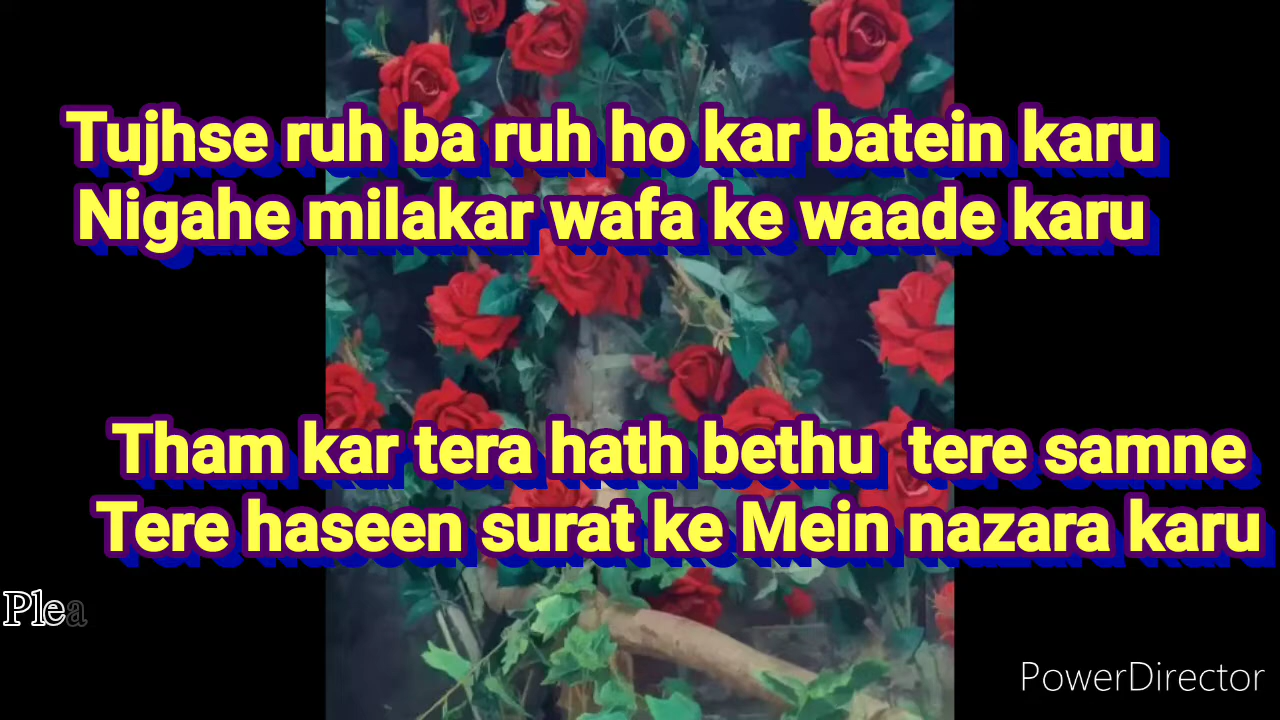 Tujhse ruh ba ruh ho kar batein karu
Nigahe milakar wafa ke waade karu
Tham kar tera hath bethu  tere samne
Tere haseen surat ke Mein nazara karu
Plea
PowerDirector